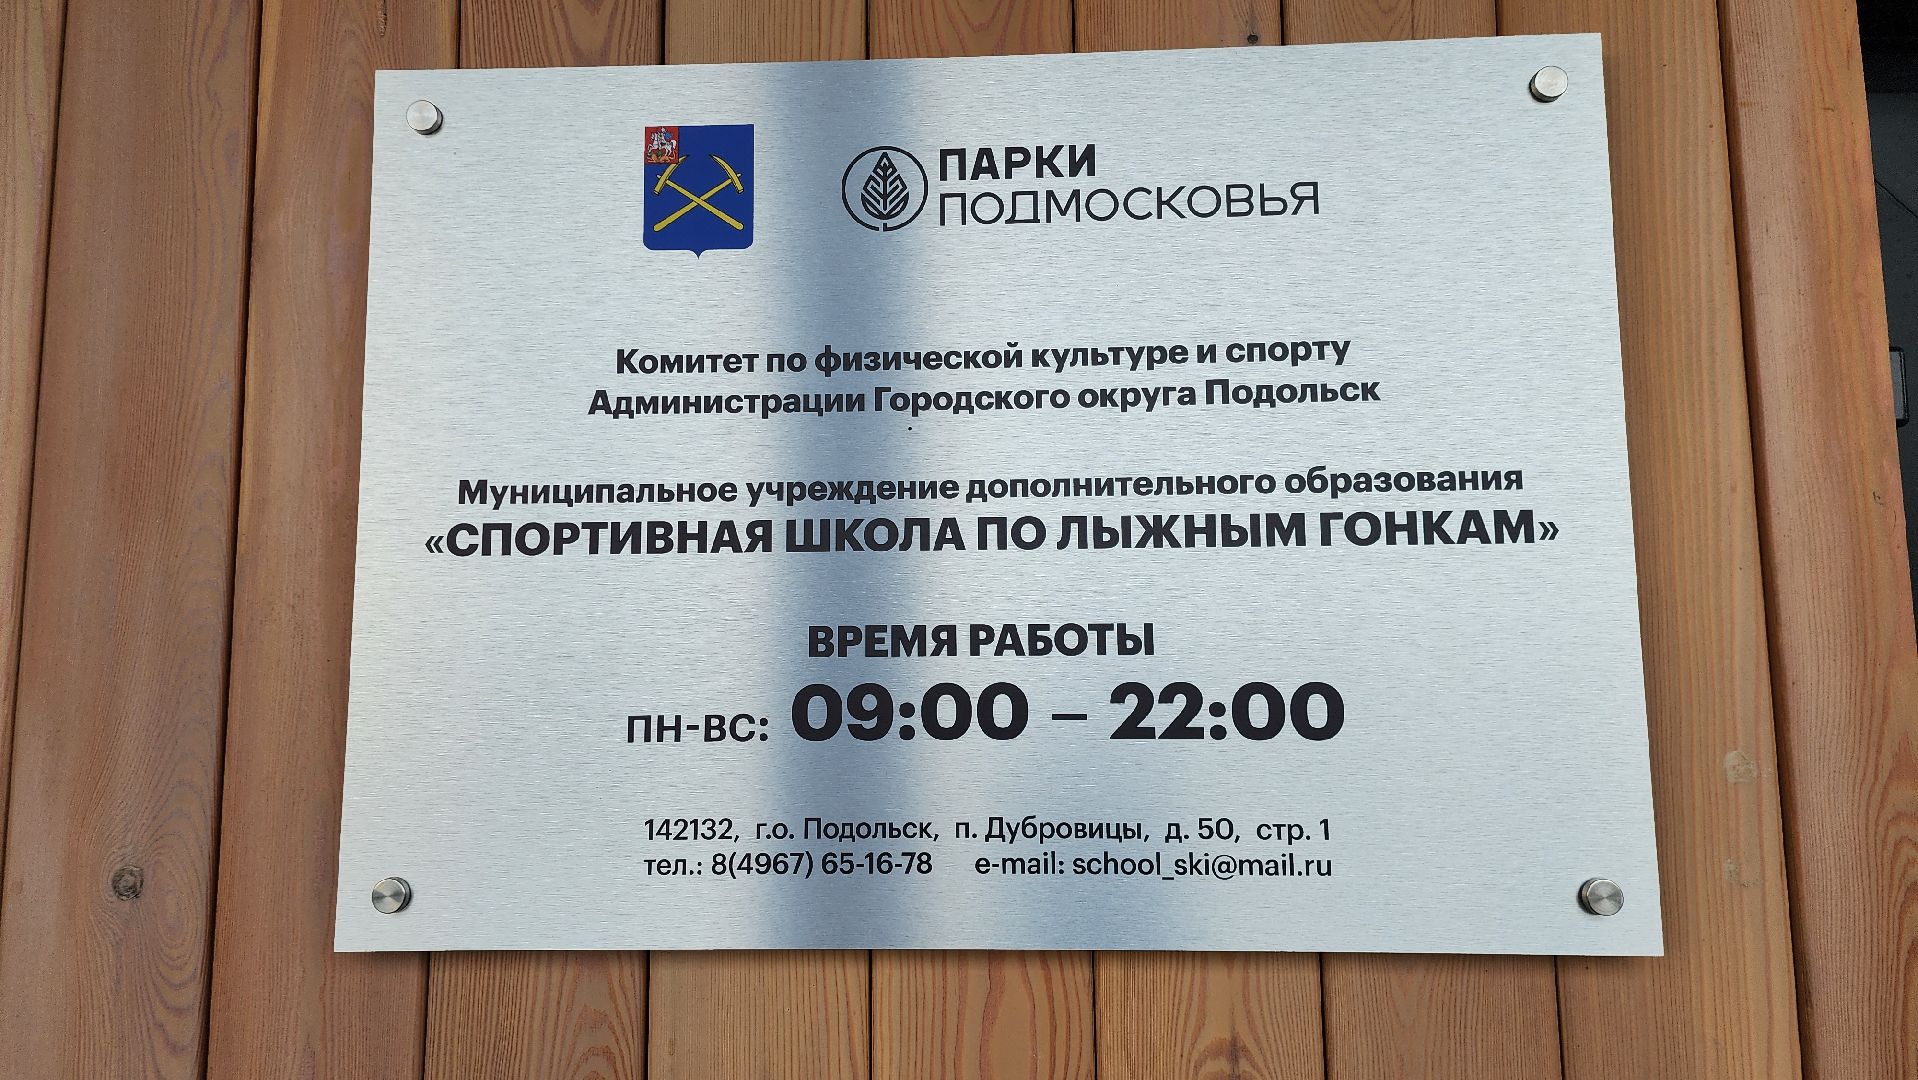 ПАРКИ
ПОДМОСКОВЬЯ
Комитет по физической культуре и спорту
Администрации Городского округа Подольск
Муниципальное учреждение дополнительного образования
«СПОРТИВНАЯ ШКОЛА ПО ЛЫЖНЫМ ГОНКАМ»
ВРЕМЯ РАБОТЫ
ПН-ВС: 09:00 – 22:00
142132, г.о. Подольск, п. Дубровицы, д. 50, стр. 1
тел.: 8(4967) 65-16-78 e-mail: school_ski@mail.ru